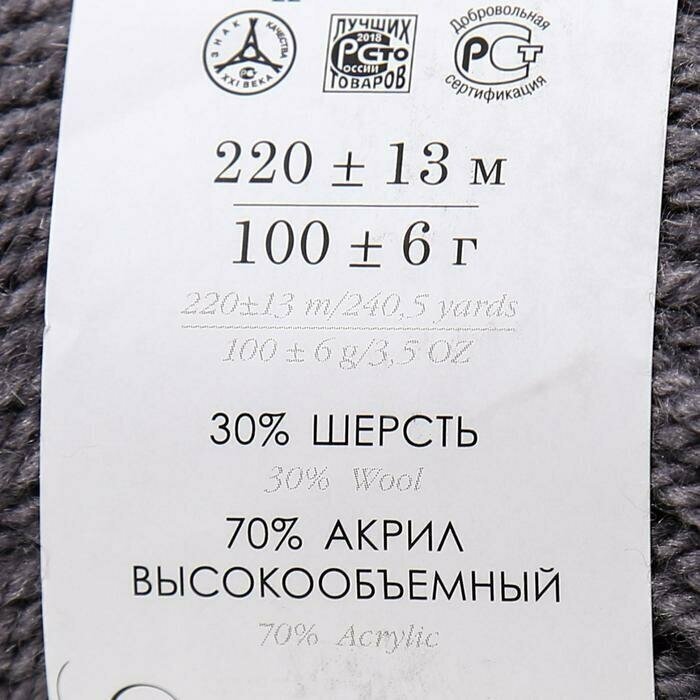 ЗНАК КАЧЕСТВА
XXI ВЕКА
ЛУЧШИХ
2018
РСТО
РОССИИ
ТОВАРОВ
Добровольная
РСТ
сертификация
220 ± 13 м
100 ± 6 г
220±13 m/240,5 yards
100 ± 6 g/3,5 OZ
30% ШЕРСТЬ
30% Wool
70% АКРИЛ
ВЫСОКООБЪЕМНЫЙ
70% Acrylic